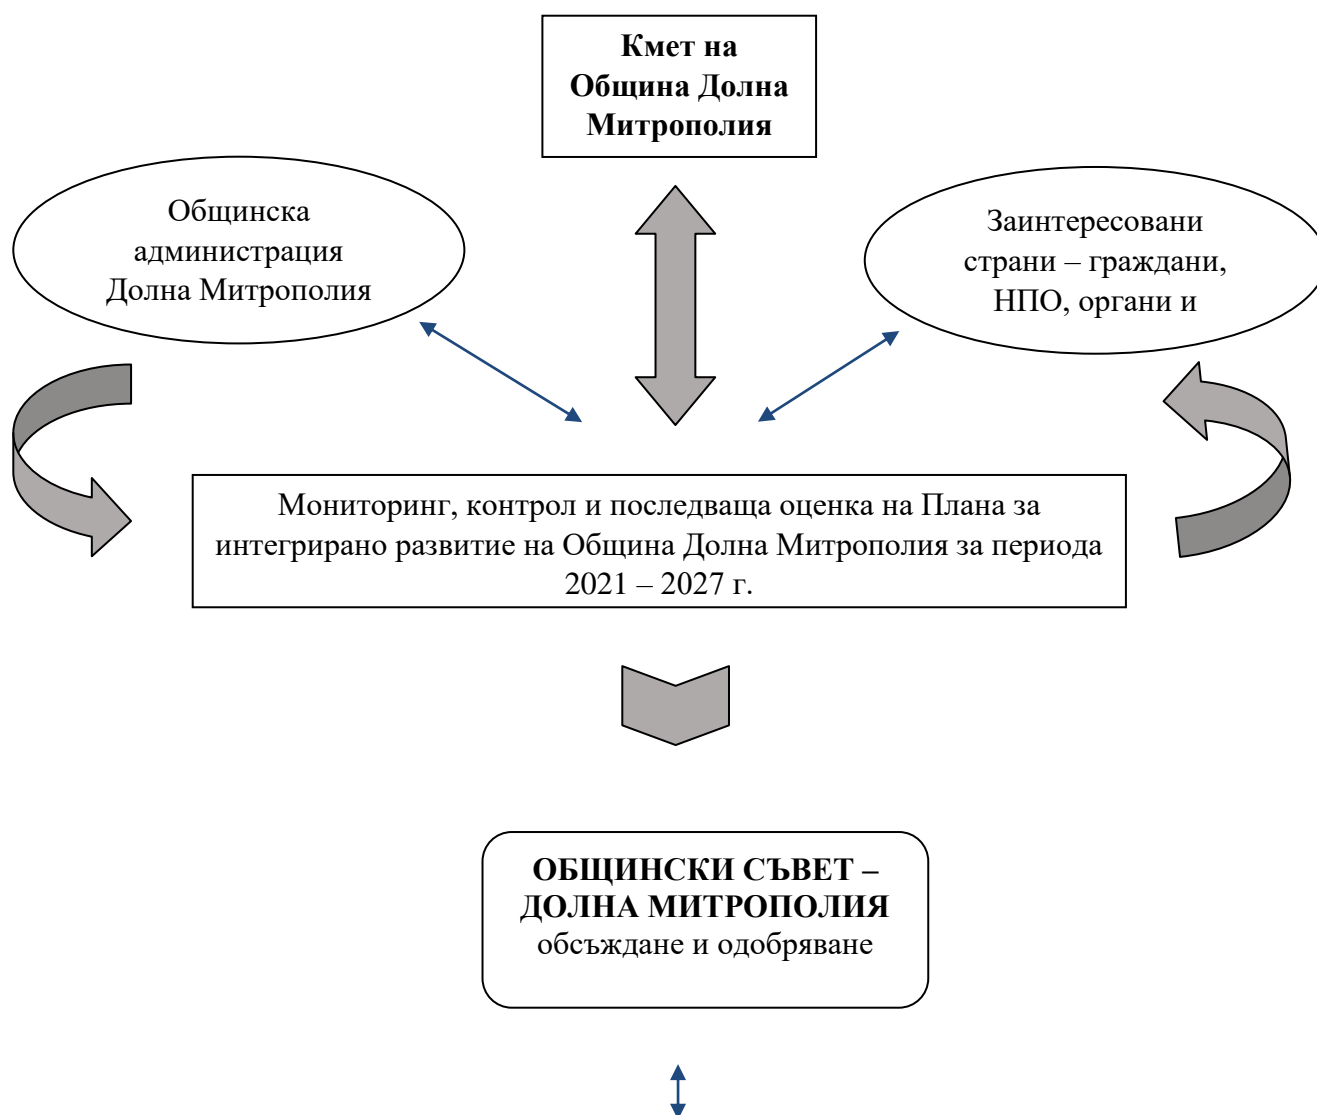 Кмет на
Община Долна
Митрополия
Общинска
администрация
Долна Митрополия
Заинтересовани
страни – граждани,
НПО, органи и
Мониторинг, контрол и последваща оценка на Плана за
интегрирано развитие на Община Долна Митрополия за периода
2021 – 2027 г.
ОБЩИНСКИ СЪВЕТ –
ДОЛНА МИТРОПОЛИЯ
обсъждане и одобряване